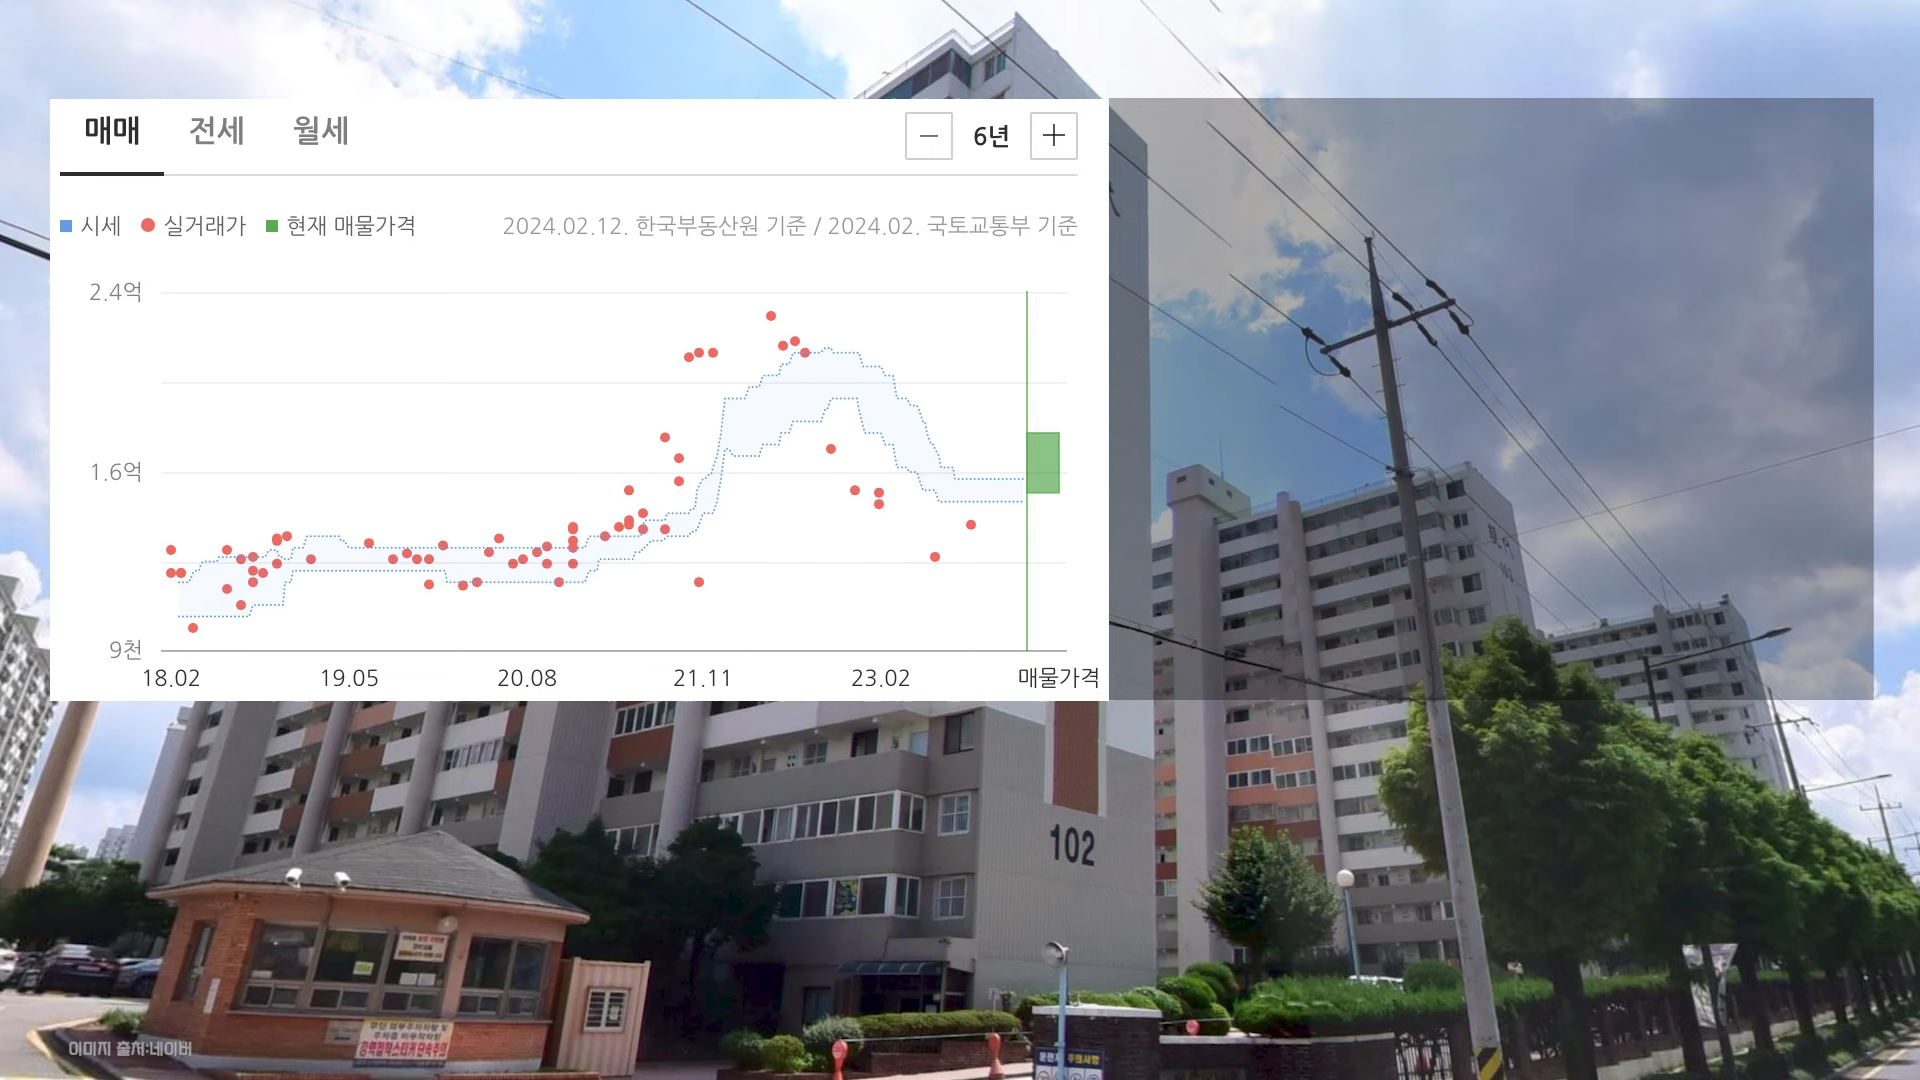 매매 전세 월세 6년
시세 실거래가 현재 매물가격 2024.02.12. 한국부동산원 기준 / 2024.02. 국토교통부 기준
2.4억
1.6억
9천
18.02 19.05 20.08 21.11 23.02 매물가격
102
이미지 출처:네이버